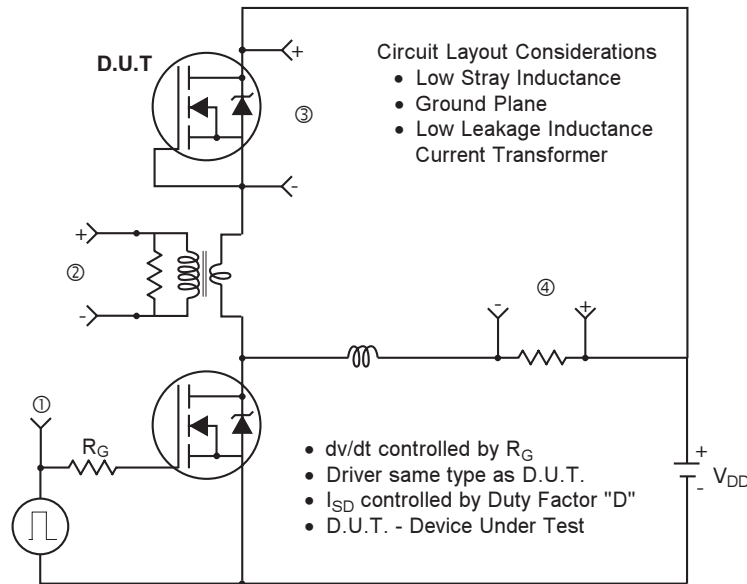 D.U.T
+
③
-
Circuit Layout Considerations
• Low Stray Inductance
• Ground Plane
• Low Leakage Inductance
Current Transformer
+
②
-
④
-
+
①
R_G
• dv/dt controlled by R_G
• Driver same type as D.U.T.
• I_SD controlled by Duty Factor "D"
• D.U.T. - Device Under Test
+
V_DD
-